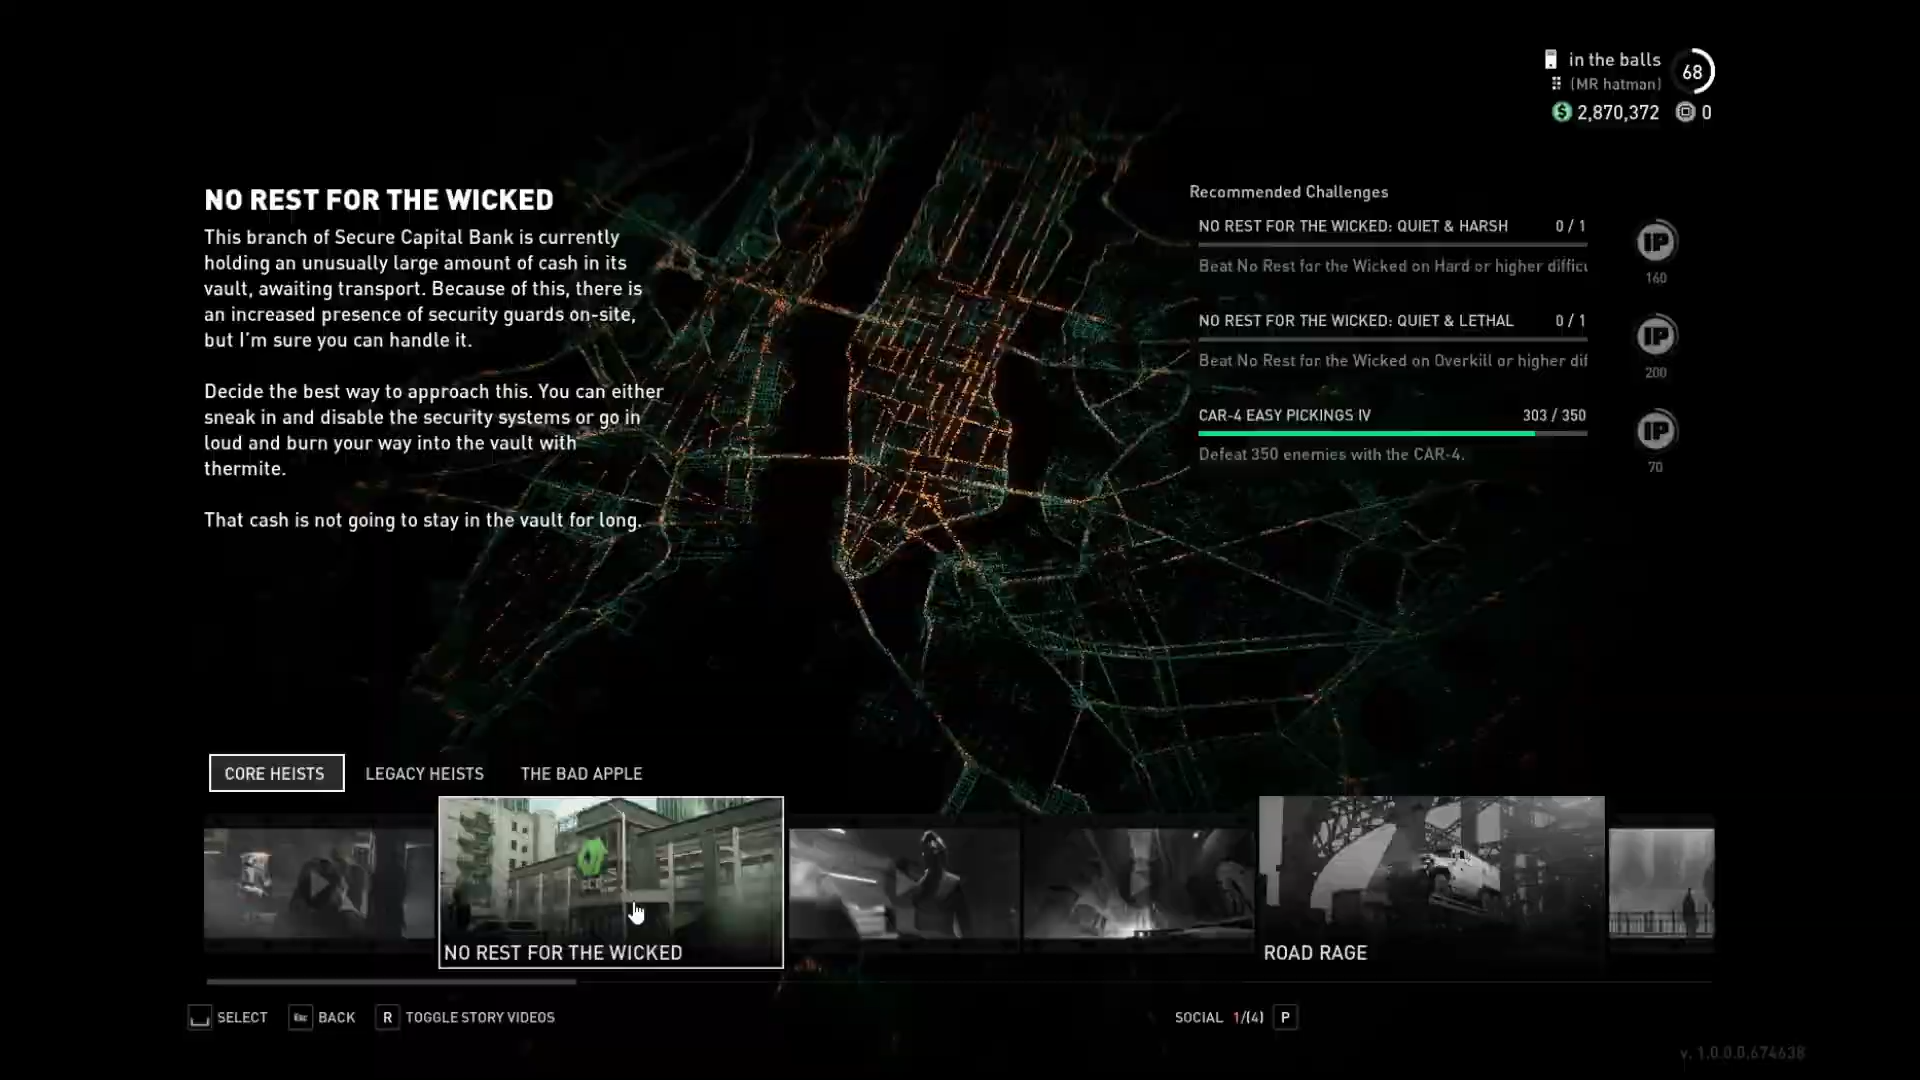 in the balls
(MR hatman)
68
2,870,372
0
NO REST FOR THE WICKED
This branch of Secure Capital Bank is currently
holding an unusually large amount of cash in its
vault, awaiting transport. Because of this, there is
an increased presence of security guards on-site,
but I'm sure you can handle it.
Decide the best way to approach this. You can either
sneak in and disable the security systems or go in
loud and burn your way into the vault with
thermite.
That cash is not going to stay in the vault for long.
Recommended Challenges
NO REST FOR THE WICKED: QUIET & HARSH 0 / 1
Beat No Rest for the Wicked on Hard or higher difficu
IP
160
NO REST FOR THE WICKED: QUIET & LETHAL 0 / 1
Beat No Rest for the Wicked on Overkill or higher dif
IP
200
CAR-4 EASY PICKINGS IV 303 / 350
Defeat 350 enemies with the CAR-4.
IP
70
CORE HEISTS LEGACY HEISTS THE BAD APPLE
NO REST FOR THE WICKED
ROAD RAGE
SELECT Esc BACK R TOGGLE STORY VIDEOS
SOCIAL 1/(4) P
v. 1.0.0.0.674638